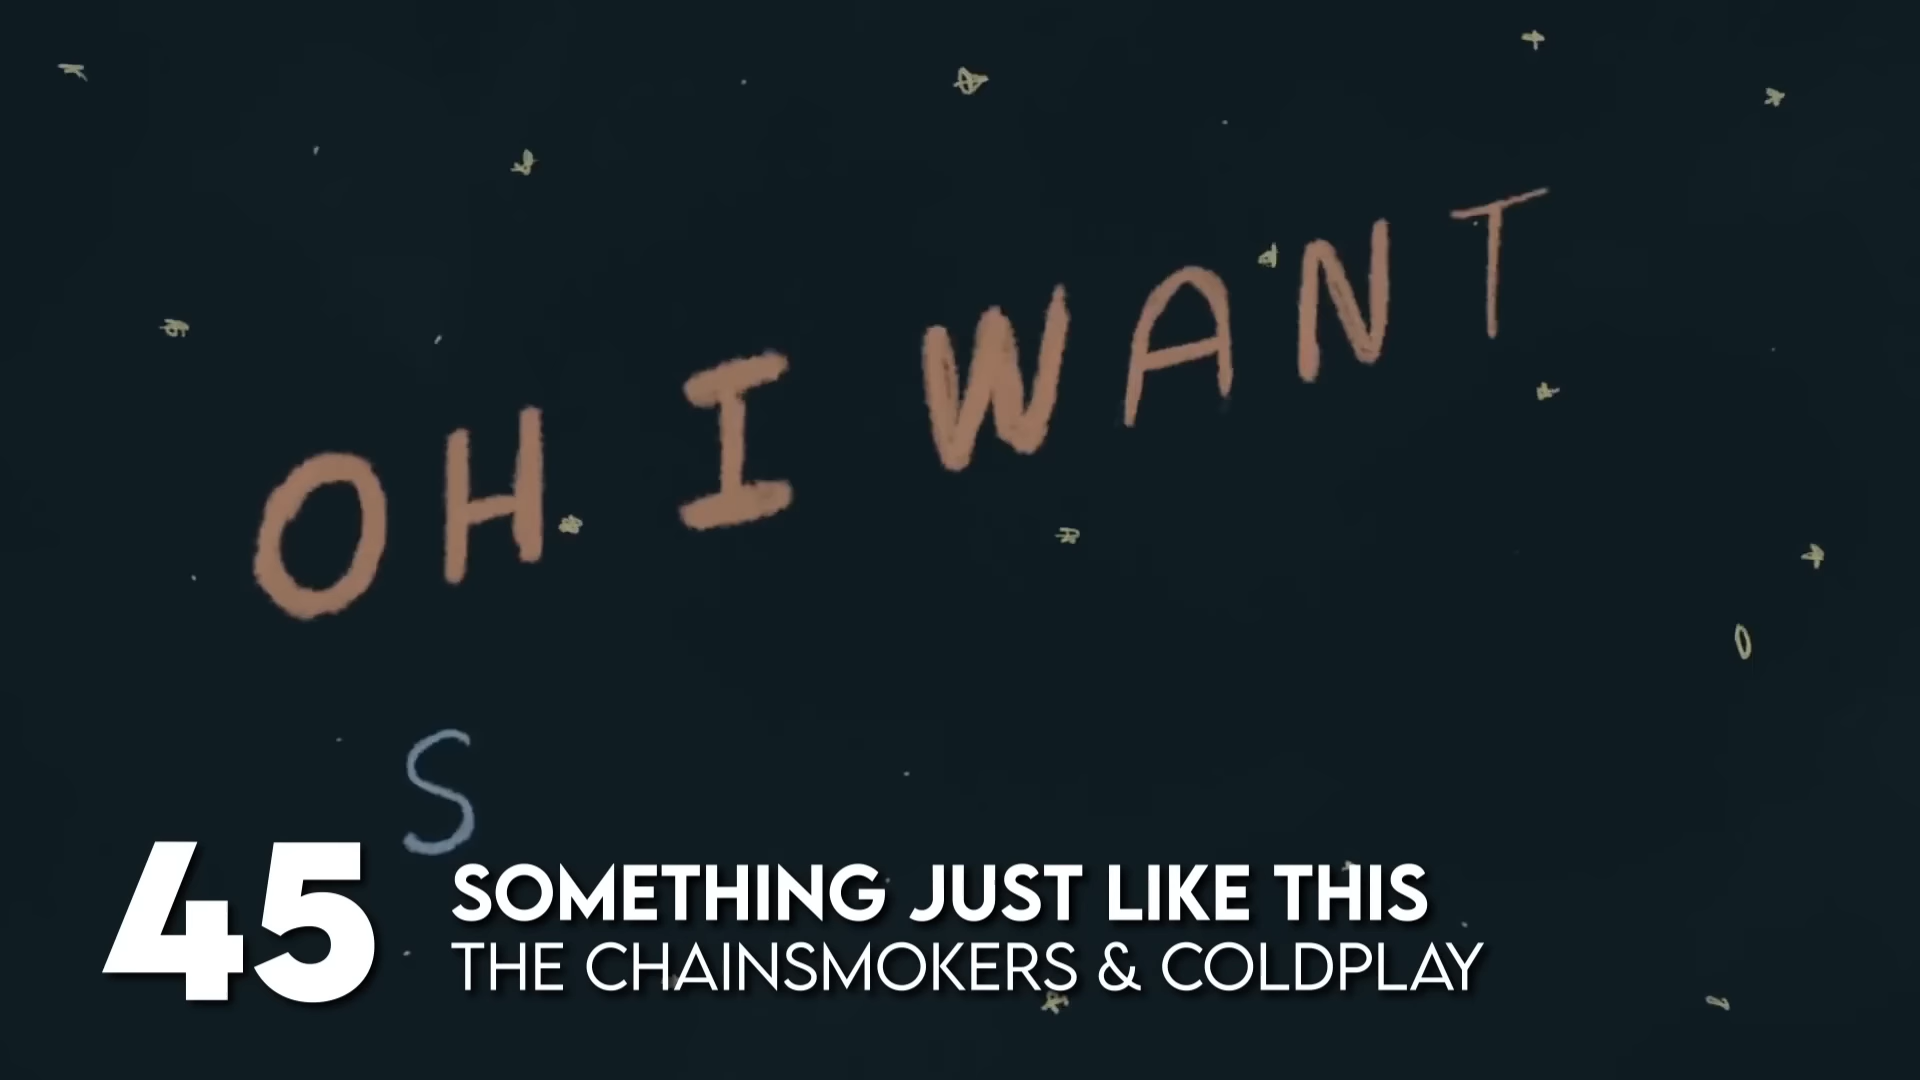 OH I WANT
S
45
SOMETHING JUST LIKE THIS
THE CHAINSMOKERS & COLDPLAY